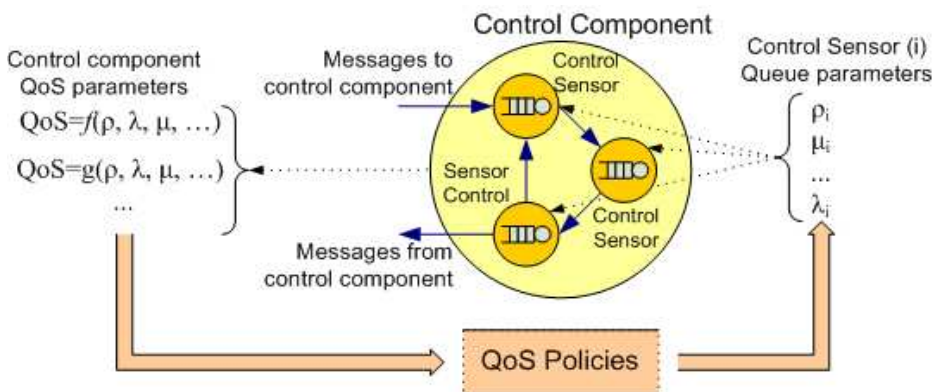 Control Component
Control component
QoS parameters
QoS=f(ρ, λ, μ, …)
QoS=g(ρ, λ, μ, …)
...
Messages to
control component
Control
Sensor
Sensor
Control
Control
Sensor
Messages from
control component
Control Sensor (i)
Queue parameters
ρi
μi
...
λi
QoS Policies